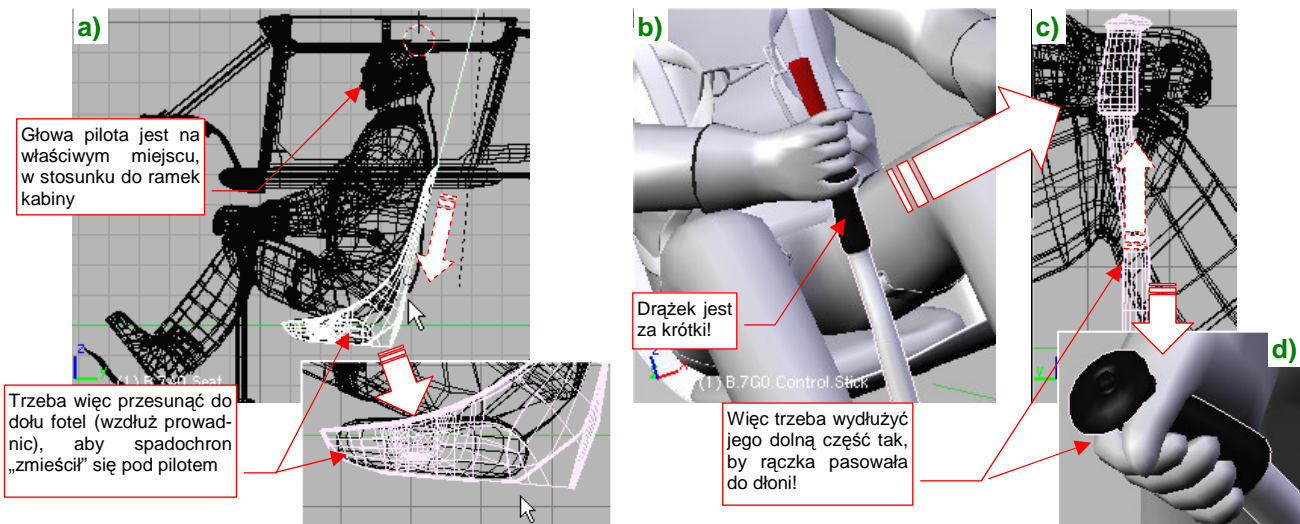 a)
Głowa pilota jest na
właściwym miejscu,
w stosunku do ramek
kabiny
z
(1) B.7G0.Seat
Trzeba więc przesunąć do
dołu fotel (wzdłuż prowad-
nic), aby spadochron
„zmieścił” się pod pilotem
b)
Drążek jest
za krótki!
z
(1) B.7G0.Control.Stick
Więc trzeba wydłużyć
jego dolną część tak,
by rączka pasowała
do dłoni!
c)
z
y
d)